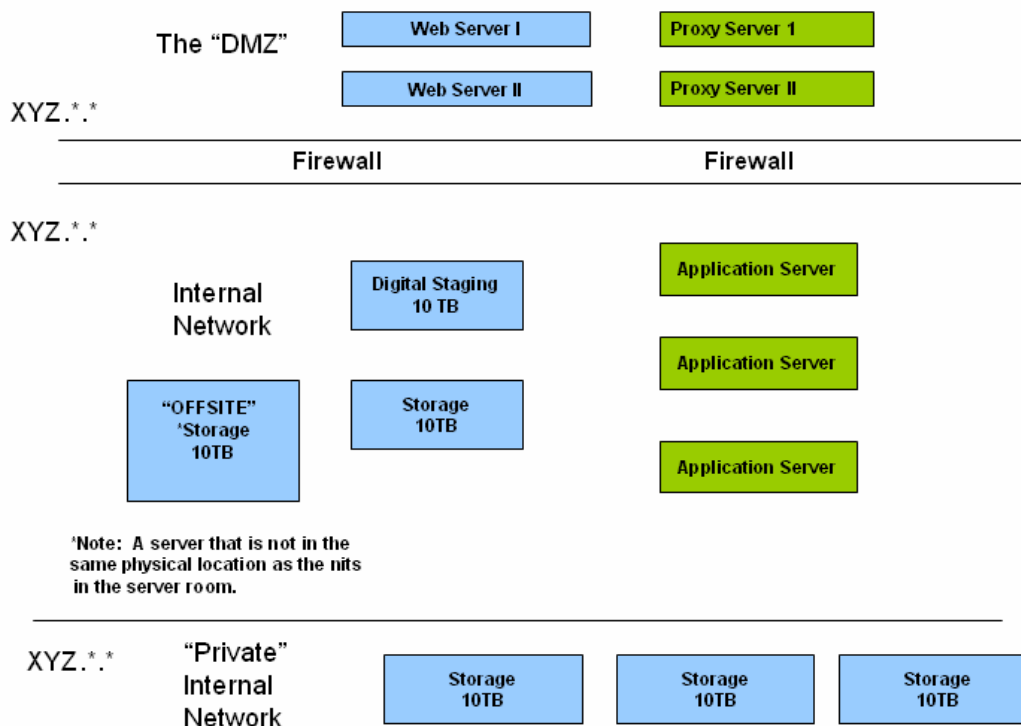 The “DMZ”
Web Server I
Proxy Server 1
Web Server II
Proxy Server II
XYZ.*.*
Firewall
Firewall
XYZ.*.*
Internal
Network
Digital Staging
10 TB
Application Server
Application Server
“OFFSITE”
*Storage
10TB
Storage
10TB
Application Server
*Note: A server that is not in the
same physical location as the nits
in the server room.
XYZ.*.*
“Private”
Internal
Network
Storage
10TB
Storage
10TB
Storage
10TB